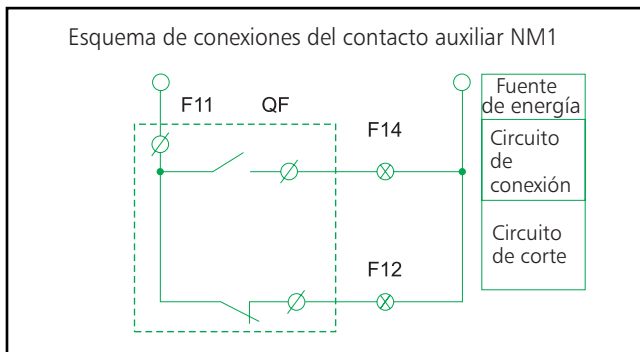 Esquema de conexiones del contacto auxiliar NM1
F11
QF
F14
F12
Fuente
de energía
Circuito
de
conexión
Circuito
de corte